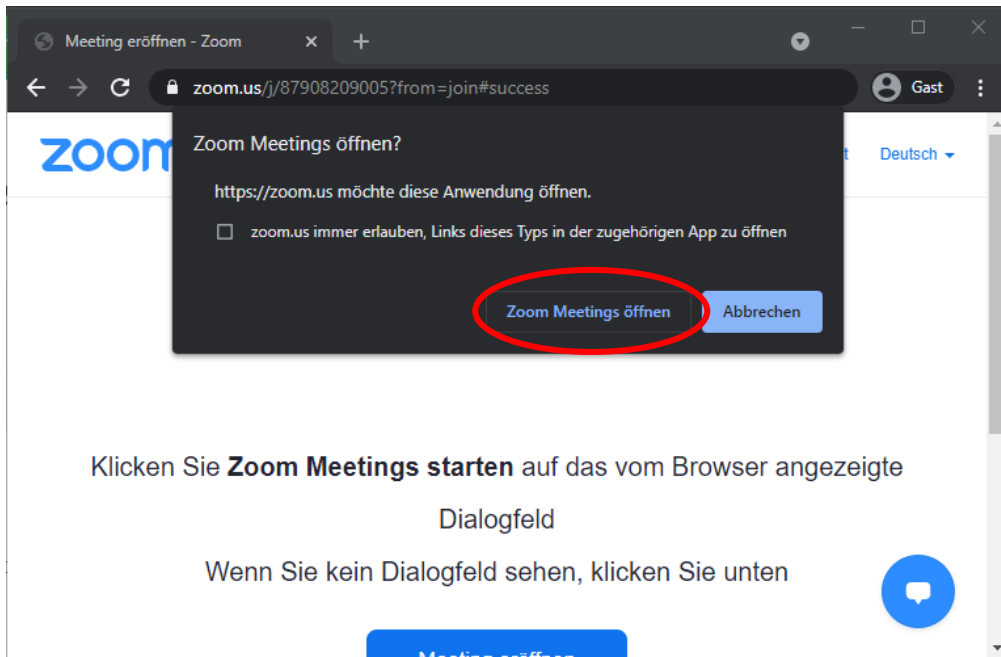 Meeting eröffnen - Zoom
zoom.us/j/87908209005?from=join#success
Gast
zoom
t
Deutsch
Zoom Meetings öffnen?
https://zoom.us möchte diese Anwendung öffnen.
zoom.us immer erlauben, Links dieses Typs in der zugehörigen App zu öffnen
Zoom Meetings öffnen
Abbrechen
Klicken Sie Zoom Meetings starten auf das vom Browser angezeigte
Dialogfeld
Wenn Sie kein Dialogfeld sehen, klicken Sie unten
Meeting eröffnen